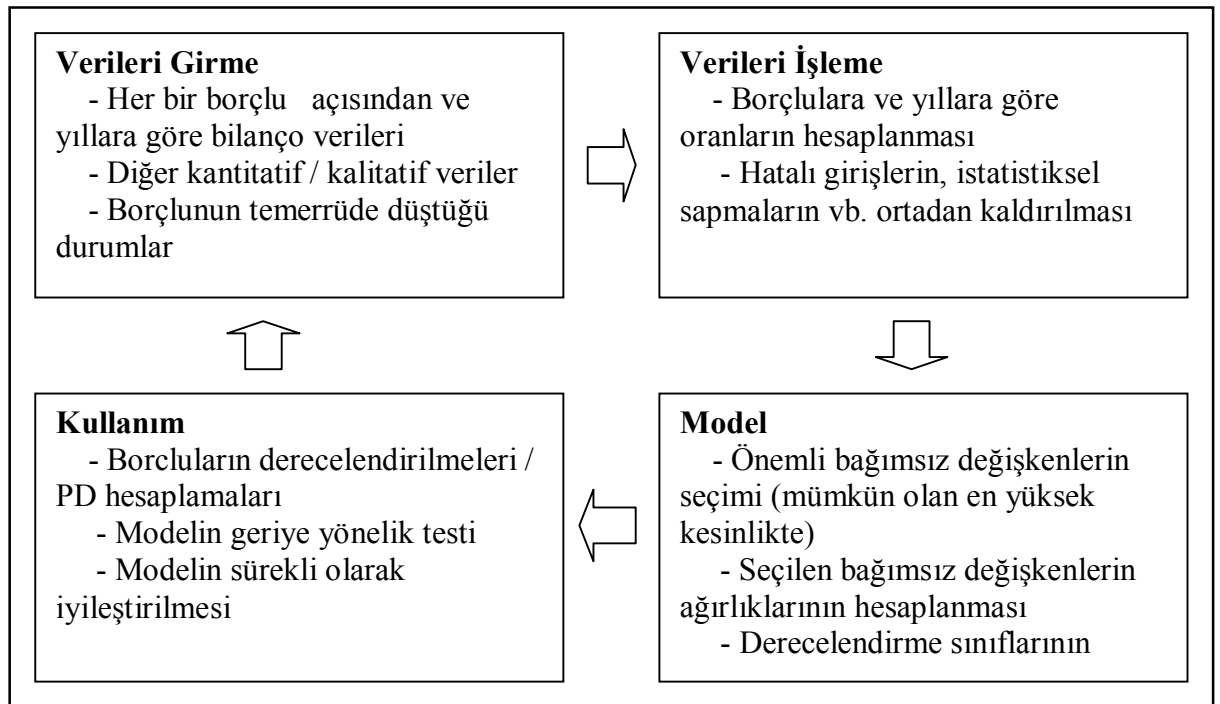 Verileri Girme
- Her bir borçlu açısından ve
yıllara göre bilanço verileri
- Diğer kantitatif / kalitatif veriler
- Borçlunun temerrüde düştüğü
durumlar
Verileri İşleme
- Borçlulara ve yıllara göre
oranların hesaplanması
- Hatalı girişlerin, istatistiksel
sapmaların vb. ortadan kaldırılması
Kullanım
- Borcluların derecelendirilmeleri /
PD hesaplamaları
- Modelin geriye yönelik testi
- Modelin sürekli olarak
iyileştirilmesi
Model
- Önemli bağımsız değişkenlerin
seçimi (mümkün olan en yüksek
kesinlikte)
- Seçilen bağımsız değişkenlerin
ağırlıklarının hesaplanması
- Derecelendirme sınıflarının